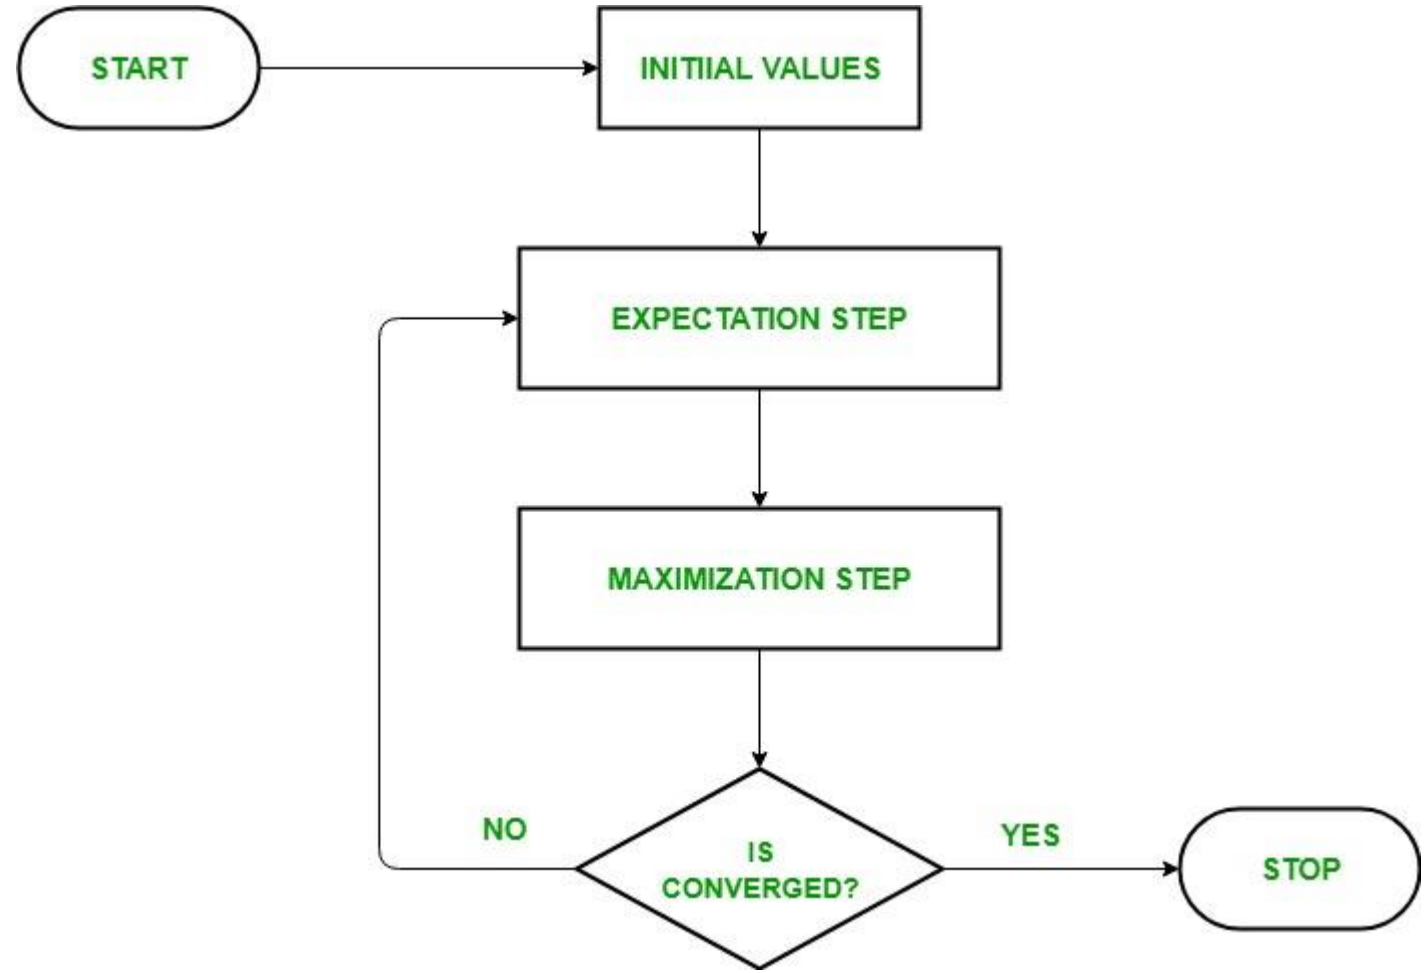 START
INITIIAL VALUES
EXPECTATION STEP
MAXIMIZATION STEP
NO
YES
IS
CONVERGED?
STOP